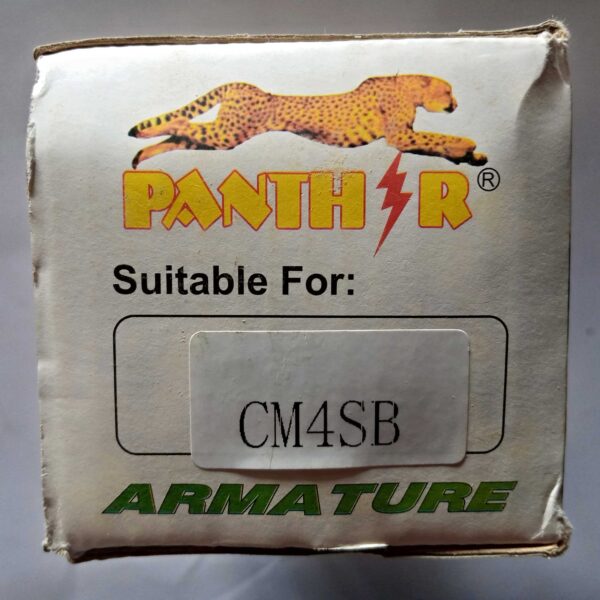 PANTHER®
Suitable For:
CM4SB
ARMATURE